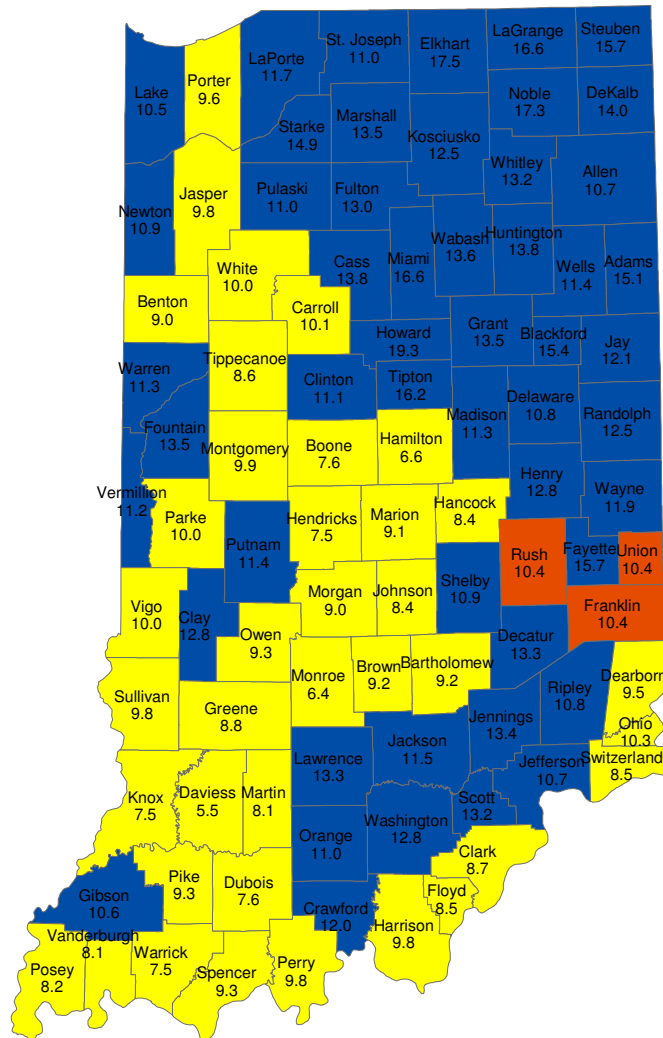 Steuben
15.7
LaGrange
16.6
St. Joseph
11.0
Elkhart
17.5
LaPorte
11.7
Porter
9.6
Lake
10.5
Noble
17.3
DeKalb
14.0
Marshall
13.5
Starke
14.9
Kosciusko
12.5
Whitley
13.2
Allen
10.7
Jasper
9.8
Pulaski
11.0
Fulton
13.0
Newton
10.9
Wabash
13.6
Huntington
13.8
Miami
16.6
Cass
13.8
White
10.0
Wells
11.4
Adams
15.1
Benton
9.0
Carroll
10.1
Howard
19.3
Grant
13.5
Blackford
15.4
Jay
12.1
Warren
11.3
Tippecanoe
8.6
Clinton
11.1
Tipton
16.2
Madison
11.3
Delaware
10.8
Randolph
12.5
Fountain
13.5
Montgomery
9.9
Boone
7.6
Hamilton
6.6
Henry
12.8
Wayne
11.9
Vermillion
11.2
Parke
10.0
Putnam
11.4
Hendricks
7.5
Marion
9.1
Hancock
8.4
Rush
10.4
Fayette
15.7
Union
10.4
Vigo
10.0
Clay
12.8
Owen
9.3
Morgan
9.0
Johnson
8.4
Shelby
10.9
Franklin
10.4
Decatur
13.3
Monroe
6.4
Brown
9.2
Bartholomew
9.2
Dearborn
9.5
Ripley
10.8
Ohio
10.3
Sullivan
9.8
Greene
8.8
Jennings
13.4
Jackson
11.5
Lawrence
13.3
Jefferson
10.7
Switzerland
8.5
Knox
7.5
Daviess
5.5
Martin
8.1
Scott
13.2
Washington
12.8
Orange
11.0
Clark
8.7
Gibson
10.6
Pike
9.3
Dubois
7.6
Crawford
12.0
Floyd
8.5
Harrison
9.8
Vanderburgh
8.1
Posey
8.2
Warrick
7.5
Spencer
9.3
Perry
9.8